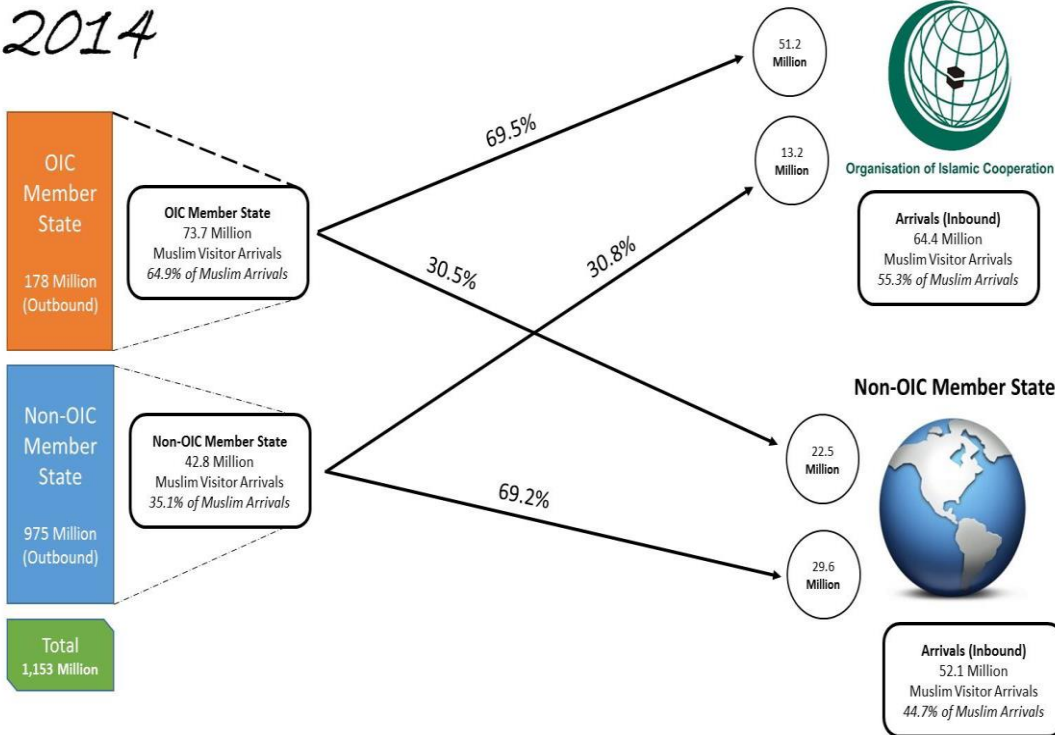 2014
OIC
Member
State
178 Million
(Outbound)
OIC Member State
73.7 Million
Muslim Visitor Arrivals
64.9% of Muslim Arrivals
Non-OIC
Member
State
975 Million
(Outbound)
Non-OIC Member State
42.8 Million
Muslim Visitor Arrivals
35.1% of Muslim Arrivals
Total
1,153 Million
69.5%
30.5%
30.8%
69.2%
51.2
Million
13.2
Million
22.5
Million
29.6
Million
Organisation of Islamic Cooperation
Arrivals (Inbound)
64.4 Million
Muslim Visitor Arrivals
55.3% of Muslim Arrivals
Non-OIC Member State
Arrivals (Inbound)
52.1 Million
Muslim Visitor Arrivals
44.7% of Muslim Arrivals